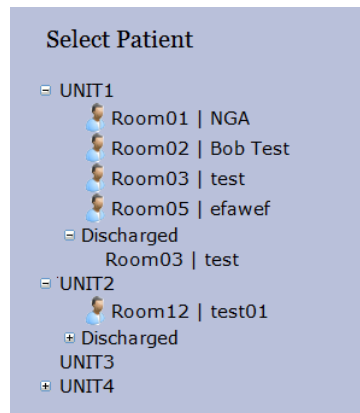 Select Patient
UNIT1
Room01 | NGA
Room02 | Bob Test
Room03 | test
Room05 | efawef
Discharged
Room03 | test
UNIT2
Room12 | test01
Discharged
UNIT3
UNIT4